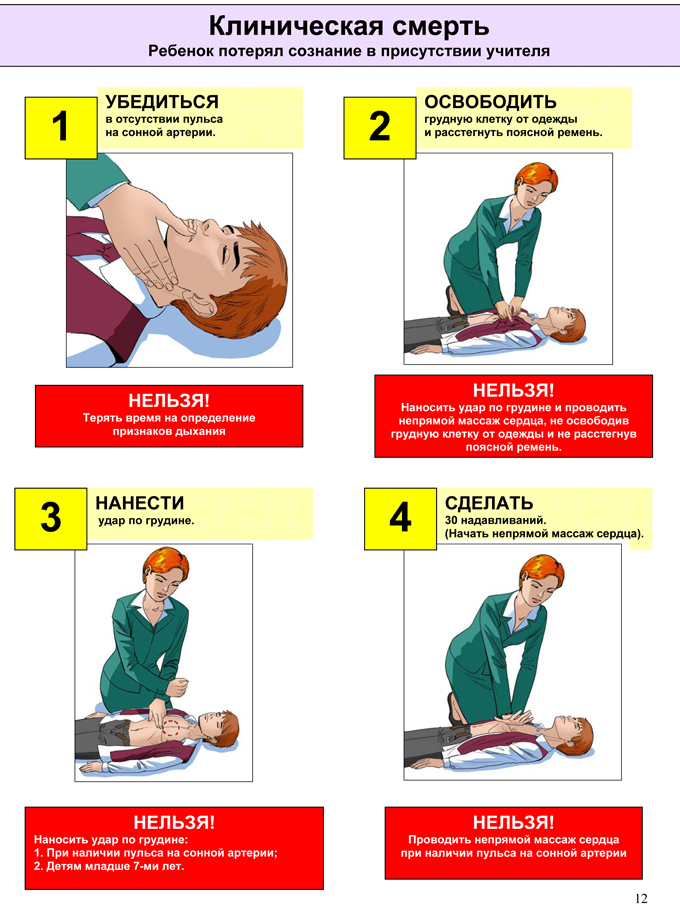 Клиническая смерть
Ребенок потерял сознание в присутствии учителя
1
УБЕДИТЬСЯ
в отсутствии пульса
на сонной артерии.
2
ОСВОБОДИТЬ
грудную клетку от одежды
и расстегнуть поясной ремень.
НЕЛЬЗЯ!
Терять время на определение
признаков дыхания
НЕЛЬЗЯ!
Наносить удар по грудине и проводить
непрямой массаж сердца, не освободив
грудную клетку от одежды и не расстегнув
поясной ремень.
3
НАНЕСТИ
удар по грудине.
4
СДЕЛАТЬ
30 надавливаний.
(Начать непрямой массаж сердца).
НЕЛЬЗЯ!
Наносить удар по грудине:
1. При наличии пульса на сонной артерии;
2. Детям младше 7-ми лет.
НЕЛЬЗЯ!
Проводить непрямой массаж сердца
при наличии пульса на сонной артерии
12